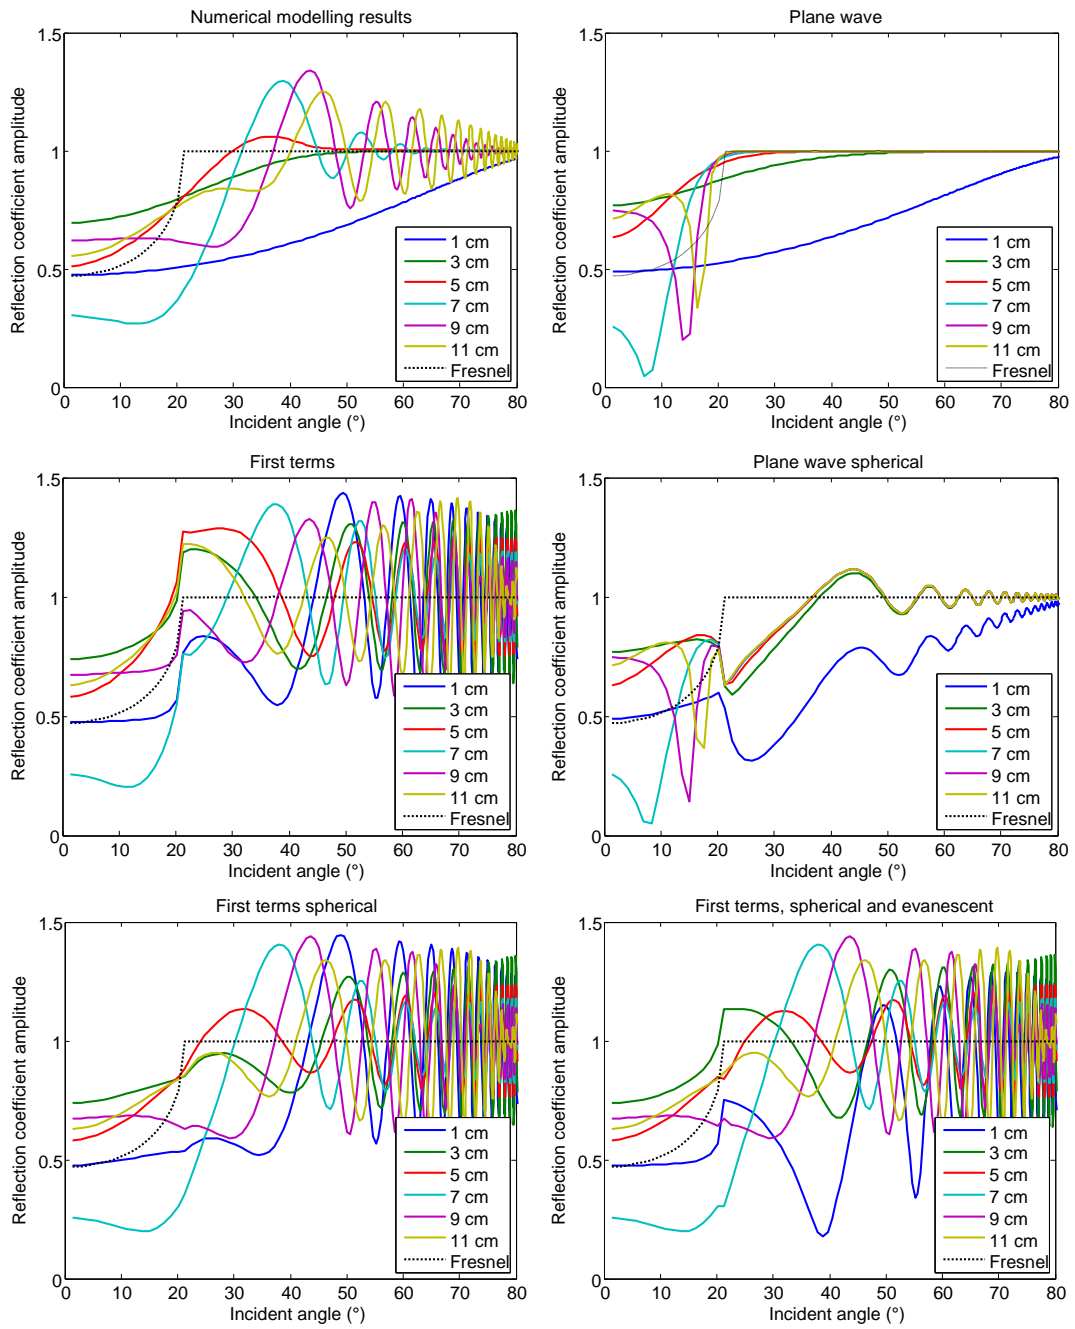 Numerical modelling results
1.5
1
0.5
0
Reflection coefficient amplitude
0 10 20 30 40 50 60 70 80
Incident angle (°)
1 cm
3 cm
5 cm
7 cm
9 cm
11 cm
Fresnel
Plane wave
1.5
1
0.5
0
Reflection coefficient amplitude
0 10 20 30 40 50 60 70 80
Incident angle (°)
1 cm
3 cm
5 cm
7 cm
9 cm
11 cm
Fresnel
First terms
1.5
1
0.5
0
Reflection coefficient amplitude
0 10 20 30 40 50 60 70 80
Incident angle (°)
1 cm
3 cm
5 cm
7 cm
9 cm
11 cm
Fresnel
Plane wave spherical
1.5
1
0.5
0
Reflection coefficient amplitude
0 10 20 30 40 50 60 70 80
Incident angle (°)
1 cm
3 cm
5 cm
7 cm
9 cm
11 cm
Fresnel
First terms spherical
1.5
1
0.5
0
Reflection coefficient amplitude
0 10 20 30 40 50 60 70 80
Incident angle (°)
1 cm
3 cm
5 cm
7 cm
9 cm
11 cm
Fresnel
First terms, spherical and evanescent
1.5
1
0.5
0
Reflection coefficient amplitude
0 10 20 30 40 50 60 70 80
Incident angle (°)
1 cm
3 cm
5 cm
7 cm
9 cm
11 cm
Fresnel